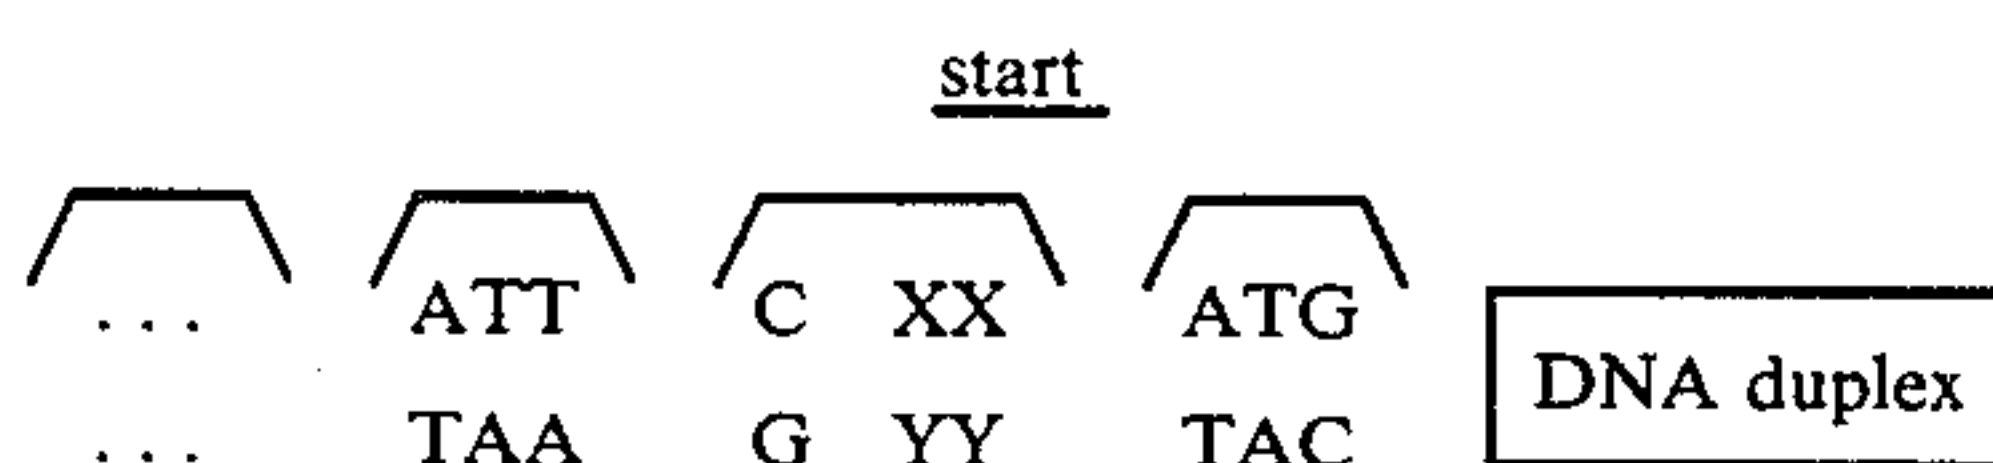 start
... ATT C XX ATG
DNA duplex
... TAA G YY TAC